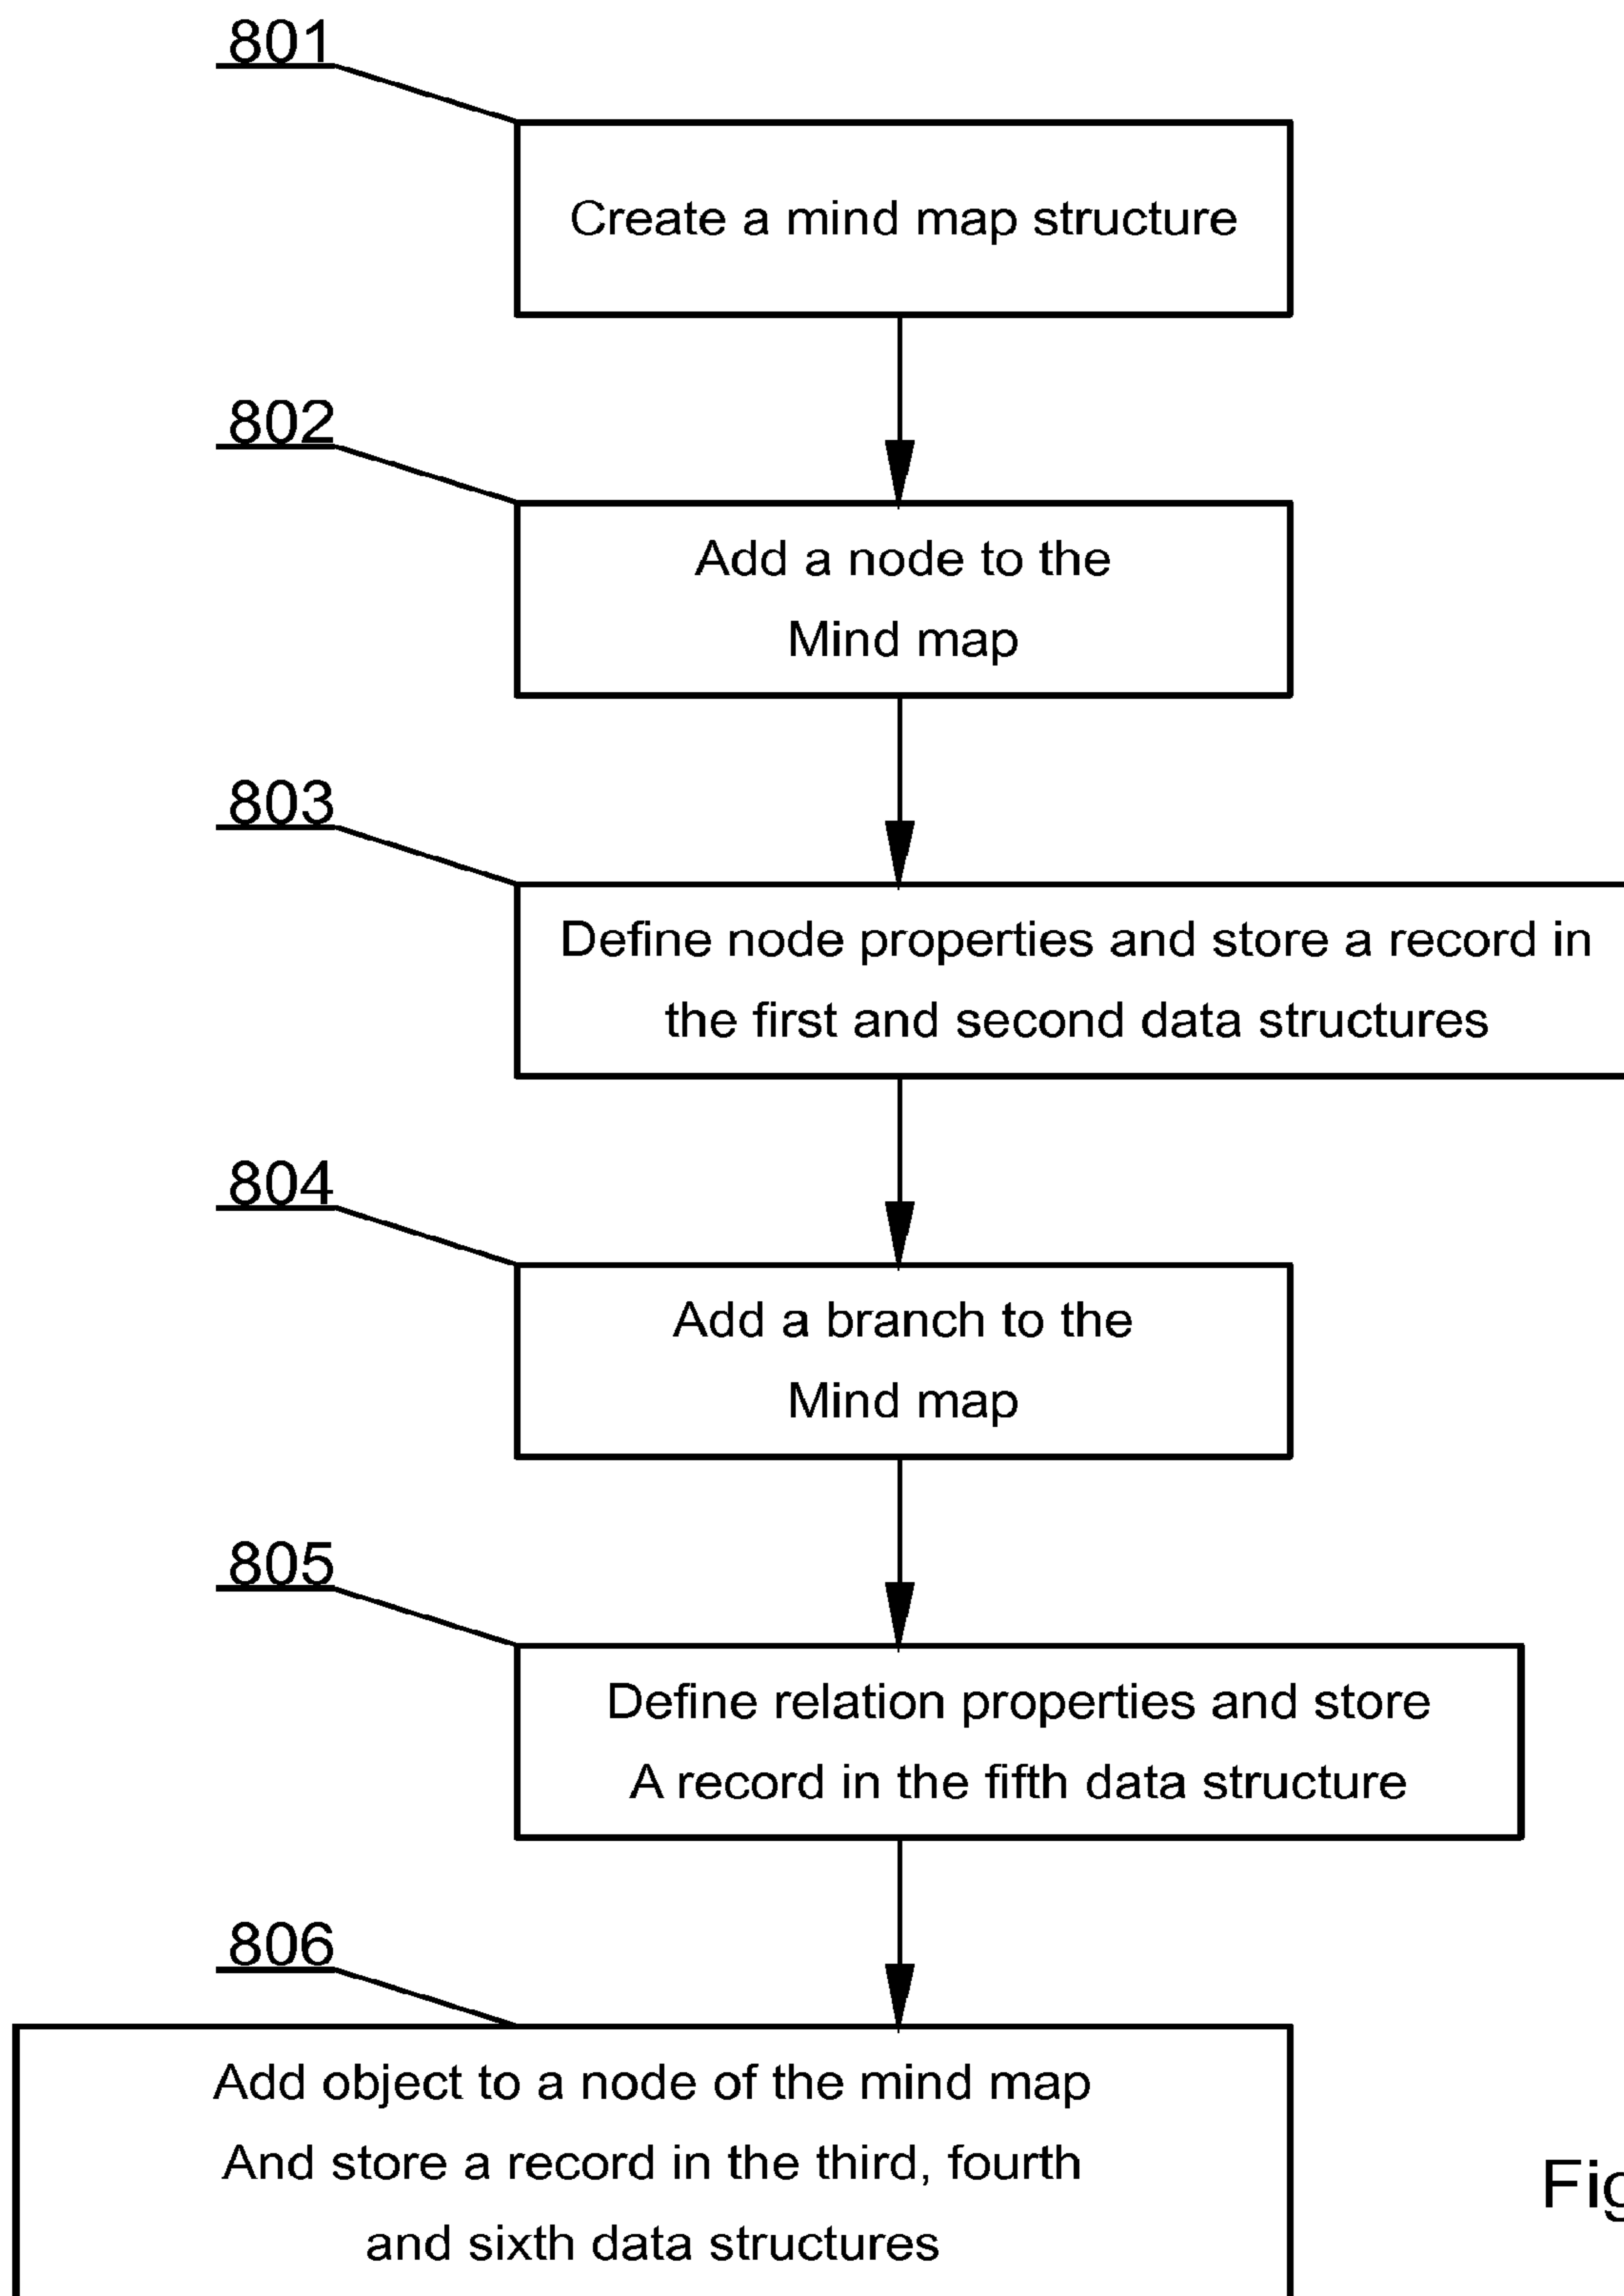 801
Create a mind map structure
802
Add a node to the
Mind map
803
Define node properties and store a record in
the first and second data structures
804
Add a branch to the
Mind map
805
Define relation properties and store
A record in the fifth data structure
806
Add object to a node of the mind map
And store a record in the third, fourth
and sixth data structures